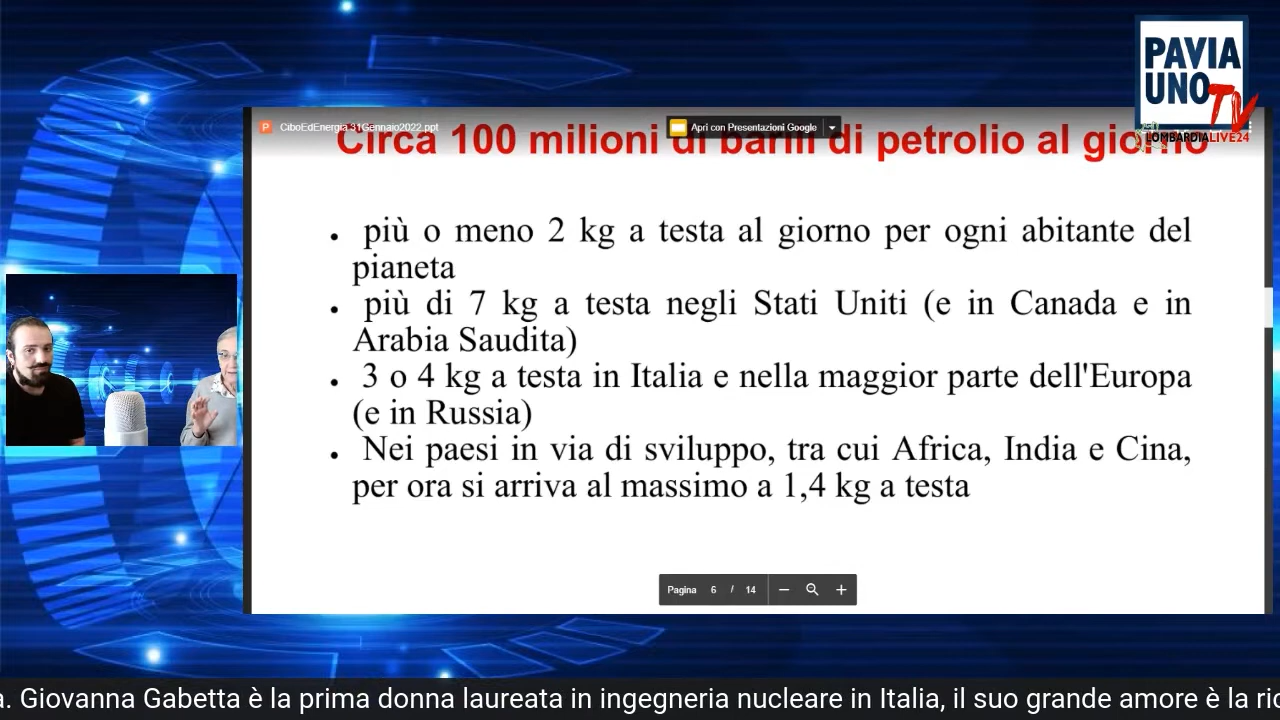 PAVIA
UNO
TV
LOMBARDIALIVE24
CiboEdEnergia.31Gennaio2022.ppt
Apri con Presentazioni Google
Circa 100 milioni di barili di petrolio al giorno
• più o meno 2 kg a testa al giorno per ogni abitante del
pianeta
• più di 7 kg a testa negli Stati Uniti (e in Canada e in
Arabia Saudita)
• 3 o 4 kg a testa in Italia e nella maggior parte dell'Europa
(e in Russia)
• Nei paesi in via di sviluppo, tra cui Africa, India e Cina,
per ora si arriva al massimo a 1,4 kg a testa
Pagina 6 / 14
a. Giovanna Gabetta è la prima donna laureata in ingegneria nucleare in Italia, il suo grande amore è la ric